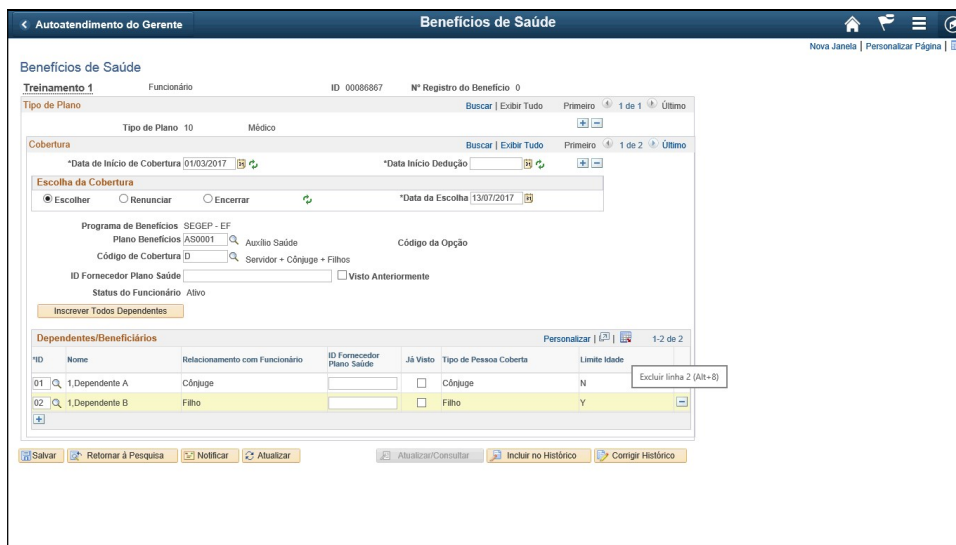 Autoatendimento do Gerente Benefícios de Saúde
Nova Janela | Personalizar Página |
Benefícios de Saúde
Treinamento 1 Funcionário ID 00086867 Nº Registro do Benefício 0
Tipo de Plano Buscar | Exibir Tudo Primeiro 1 de 1 Último
Tipo de Plano 10 Médico
Cobertura Buscar | Exibir Tudo Primeiro 1 de 2 Último
*Data de Início de Cobertura 01/03/2017 *Data Início Dedução
Escolha da Cobertura
Escolher Renunciar Encerrar *Data da Escolha 13/07/2017
Programa de Benefícios SEGEP - EF
Plano Benefícios AS0001 Auxílio Saúde Código da Opção
Código de Cobertura D Servidor + Cônjuge + Filhos
ID Fornecedor Plano Saúde Visto Anteriormente
Status do Funcionário Ativo
Inscrever Todos Dependentes
Dependentes/Beneficiários Personalizar | | 1-2 de 2
*ID Nome Relacionamento com Funcionário ID Fornecedor Plano Saúde Já Visto Tipo de Pessoa Coberta Limite Idade
Excluir linha 2 (Alt+8)
01 1,Dependente A Cônjuge Cônjuge N
02 1,Dependente B Filho Filho Y
Salvar Retornar à Pesquisa Notificar Atualizar Atualizar/Consultar Incluir no Histórico Corrigir Histórico